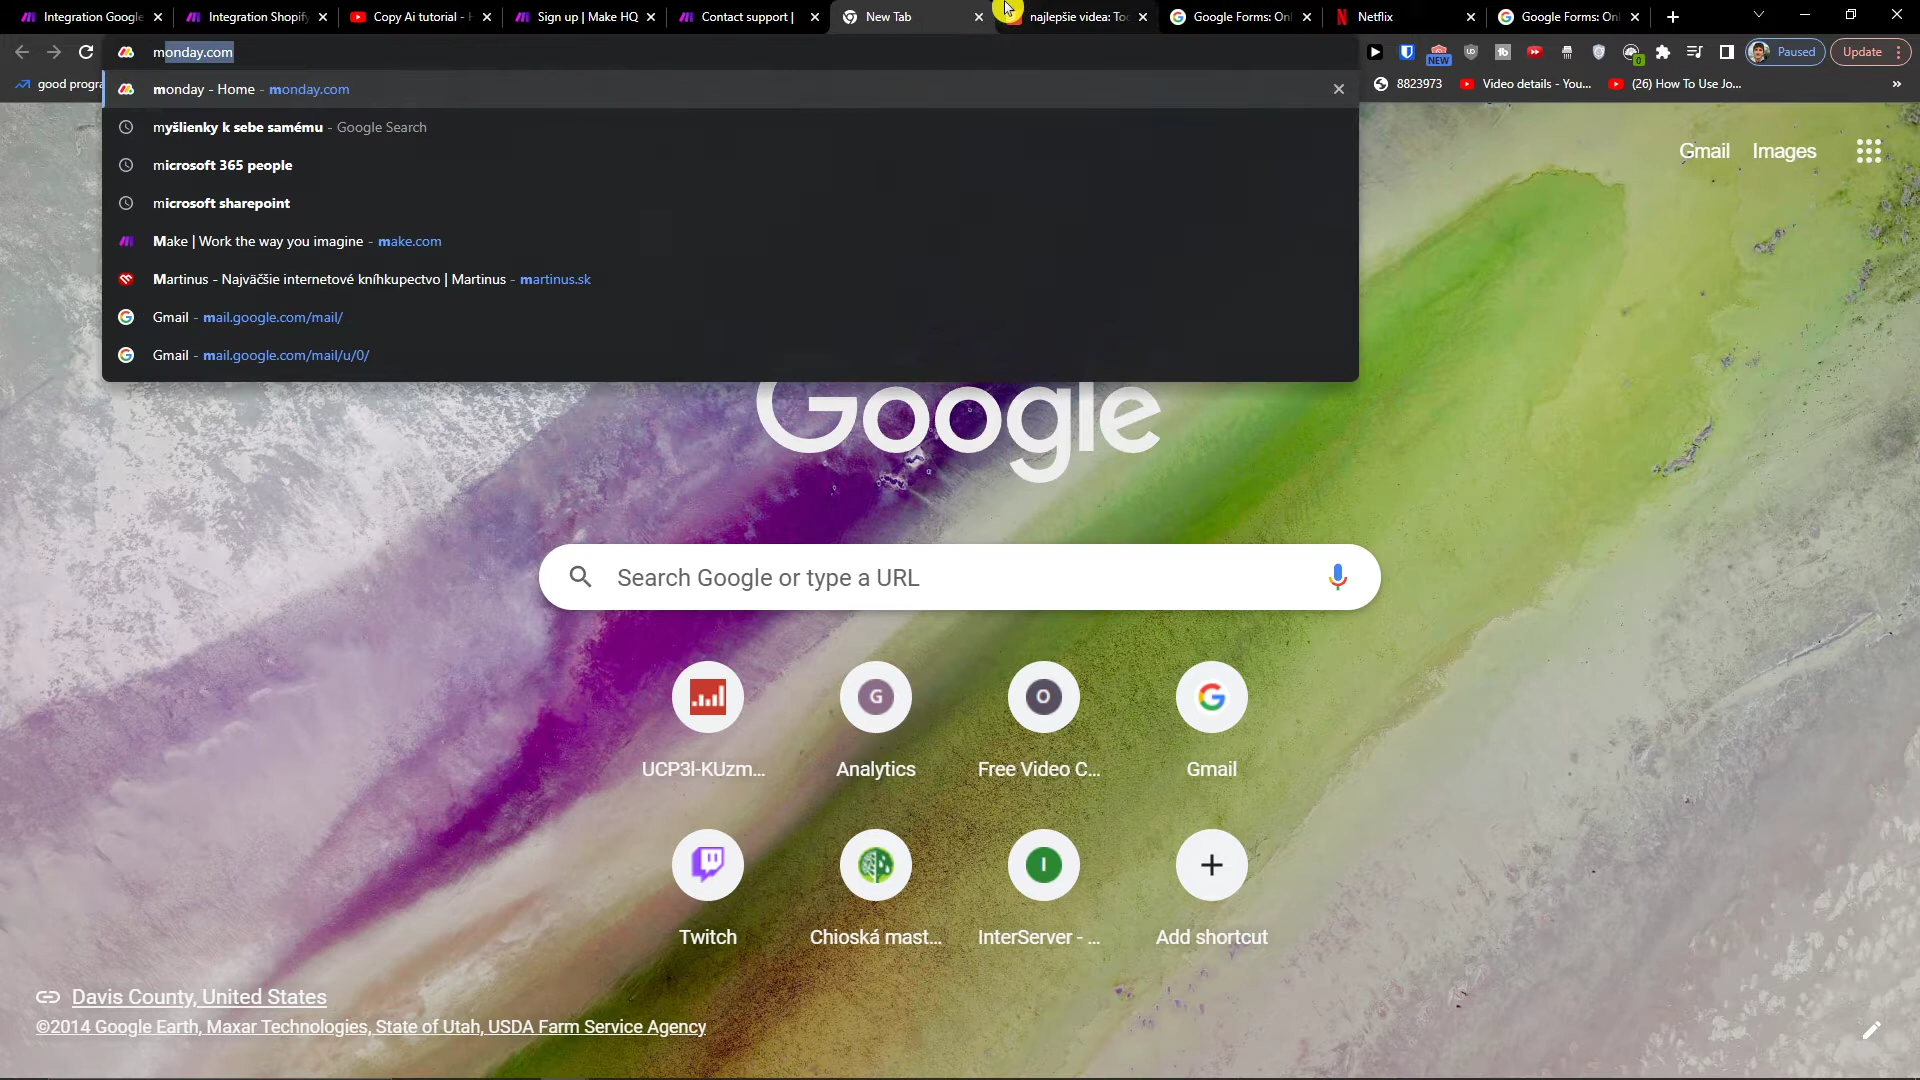 Integration Google
Integration Shopify
Copy Ai tutorial - H
Sign up | Make HQ
Contact support |
New Tab
najlepšie videa: Too
Google Forms: Onl
Netflix
Google Forms: Onl
monday.com
NEW
0
Paused
Update
good progra
8823973
Video details - You...
(26) How To Use Jo...
monday - Home - monday.com
myšlienky k sebe samému - Google Search
microsoft 365 people
microsoft sharepoint
Make | Work the way you imagine - make.com
Martinus - Najväčšie internetové kníhkupectvo | Martinus - martinus.sk
Gmail - mail.google.com/mail/
Gmail - mail.google.com/mail/u/0/
Gmail Images
Google
Search Google or type a URL
G
O
UCP3l-KUzm...
Analytics
Free Video C...
Gmail
I
Twitch
Chioská mast...
InterServer - ...
Add shortcut
Davis County, United States
©2014 Google Earth, Maxar Technologies, State of Utah, USDA Farm Service Agency